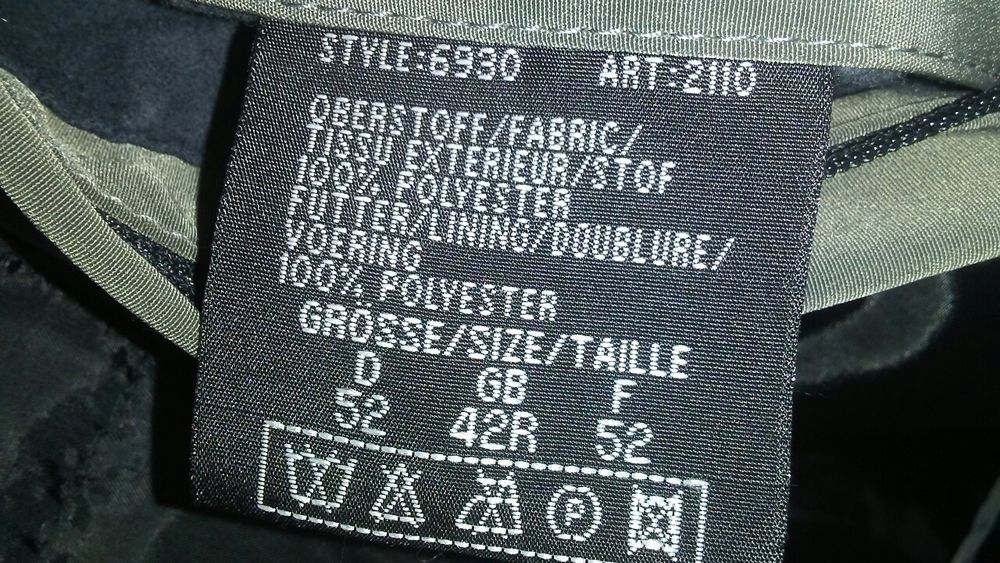 STYLE:6930 ART:2110
OBERSTOFF/FABRIC/
TISSU EXTERIEUR/STOF
100% POLYESTER
FUTTER/LINING/DOUBLURE/
VOERING
100% POLYESTER
GROSSE/SIZE/TAILLE
D GB F
52 42R 52
P